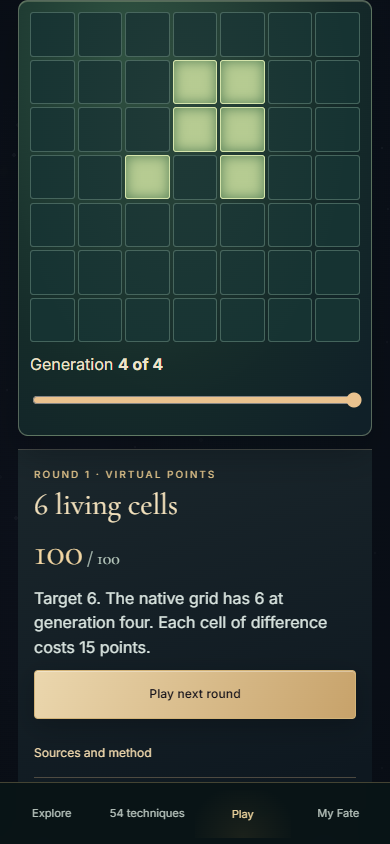 Generation 4 of 4
ROUND 1 · VIRTUAL POINTS
6 living cells
100 / 100
Target 6. The native grid has 6 at
generation four. Each cell of difference
costs 15 points.
Play next round
Sources and method
Explore
54 techniques
Play
My Fate